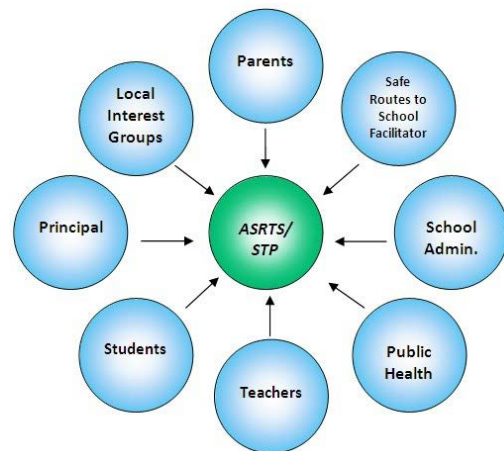 Parents
Safe
Routes to
School
Facilitator
Local
Interest
Groups
Principal
ASRTS/
STP
School
Admin.
Students
Public
Health
Teachers